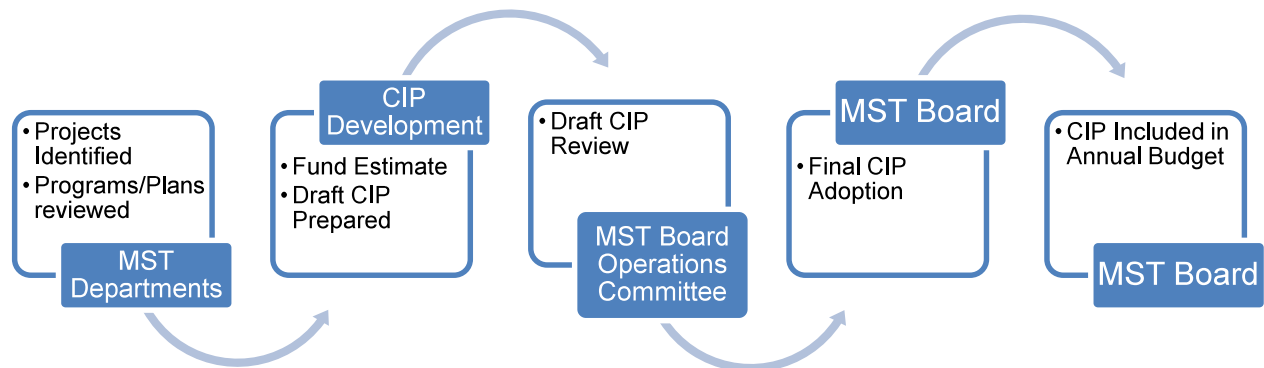 • Projects
Identified
• Programs/Plans
reviewed
MST
Departments
CIP
Development
• Fund Estimate
• Draft CIP
Prepared
• Draft CIP
Review
MST Board
Operations
Committee
MST Board
• Final CIP
Adoption
• CIP Included in
Annual Budget
MST Board